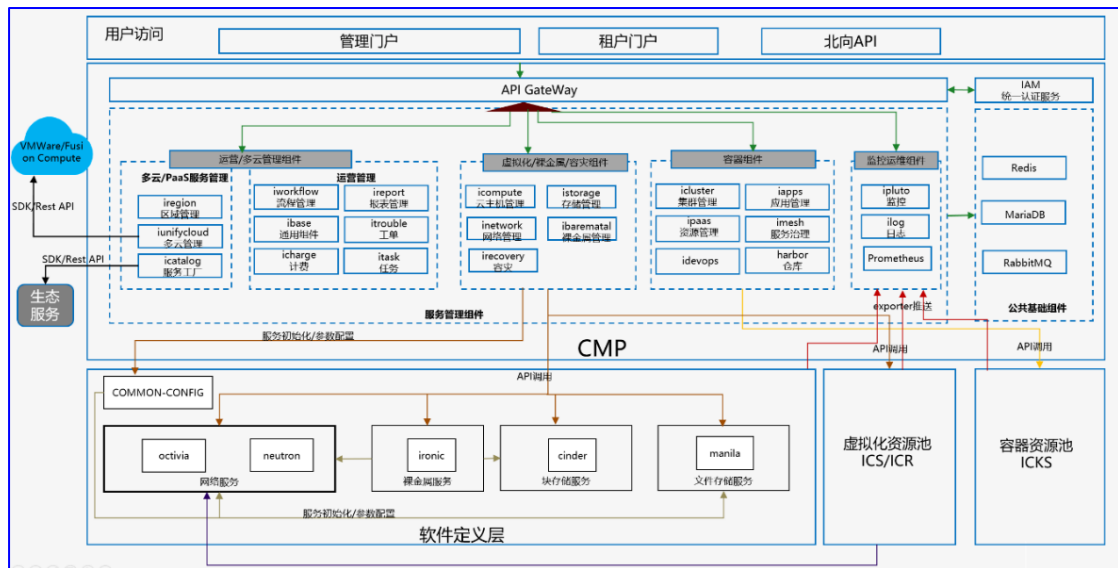 用户访问
管理门户
租户门户
北向API
API GateWay
IAM
统一认证服务
VMWare/Fusi
on Compute
SDK/Rest API
SDK/Rest API
生态
服务
运营/多云管理组件
多云/PaaS服务管理
iregion
区域管理
iunifycloud
多云管理
icatalog
服务工厂
运营管理
iworkflow
流程管理
ireport
报表管理
ibase
通用组件
itrouble
工单
icharge
计费
itask
任务
虚拟化/裸金属/容灾组件
icompute
云主机管理
istorage
存储管理
inetwork
网络管理
ibarematal
裸金属管理
irecovery
容灾
容器组件
icluster
集群管理
iapps
应用管理
ipaas
资源管理
imesh
服务治理
idevops
harbor
仓库
监控运维组件
ipluto
监控
ilog
日志
Prometheus
Redis
MariaDB
RabbitMQ
公共基础组件
服务管理组件
exporter推送
服务初始化/参数配置
CMP
API调用
API调用
API调用
COMMON-CONFIG
octivia
neutron
网络服务
ironic
裸金属服务
cinder
块存储服务
manila
文件存储服务
服务初始化/参数配置
软件定义层
虚拟化资源池
ICS/ICR
容器资源池
ICKS